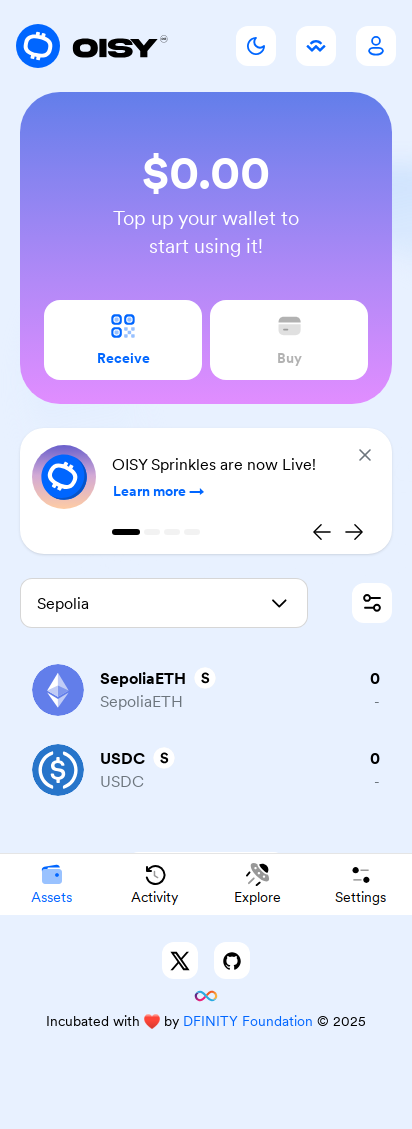 OISY
$0.00
Top up your wallet to
start using it!
Receive
Buy
OISY Sprinkles are now Live!
Learn more
Sepolia
SepoliaETH S
0
SepoliaETH
-
USDC S
0
USDC
-
Assets
Activity
Explore
Settings
Incubated with ❤️ by DFINITY Foundation © 2025